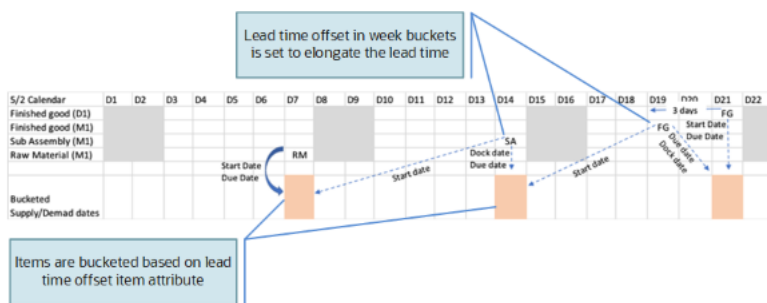 Lead time offset in week buckets
is set to elongate the lead time
S/2 Calendar D1 D2 D3 D4 D5 D6 D7 D8 D9 D10 D11 D12 D13 D14 D15 D16 D17 D18 D19 D20 D21 D22
Finished good (D1) 3 days FG
Finished good (M1) FG Start Date
Due Date
Sub Assembly (M1) SA
Raw Material (M1) RM
Dock date
Due date
Due date
Dock date
Start Date
Due Date
Start date
Start date
Bucketed
Supply/Demad dates
Items are bucketed based on lead
time offset item attribute